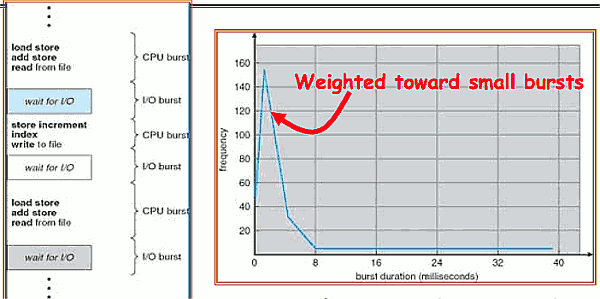 load store
add store
read from file
CPU burst
wait for I/O
I/O burst
store increment
index
write to file
CPU burst
wait for I/O
I/O burst
load store
add store
read from file
CPU burst
wait for I/O
I/O burst
Weighted toward small bursts
frequency
160
140
120
100
80
60
40
20
0
8
16
24
32
40
burst duration (milliseconds)